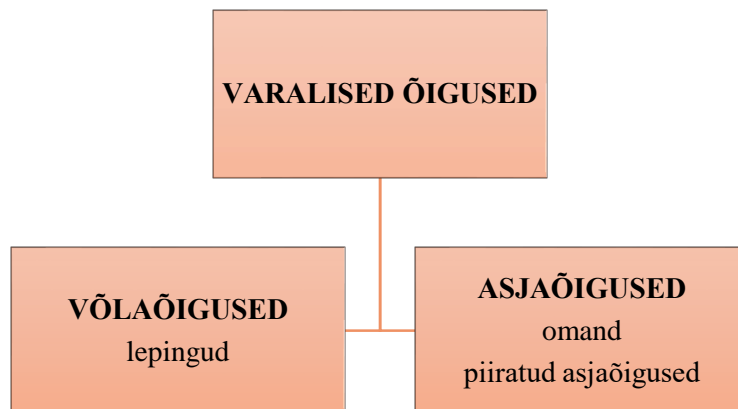 VARALISED ÕIGUSED
VÕLAÕIGUSED
lepingud
ASJAÕIGUSED
omand
piiratud asjaõigused